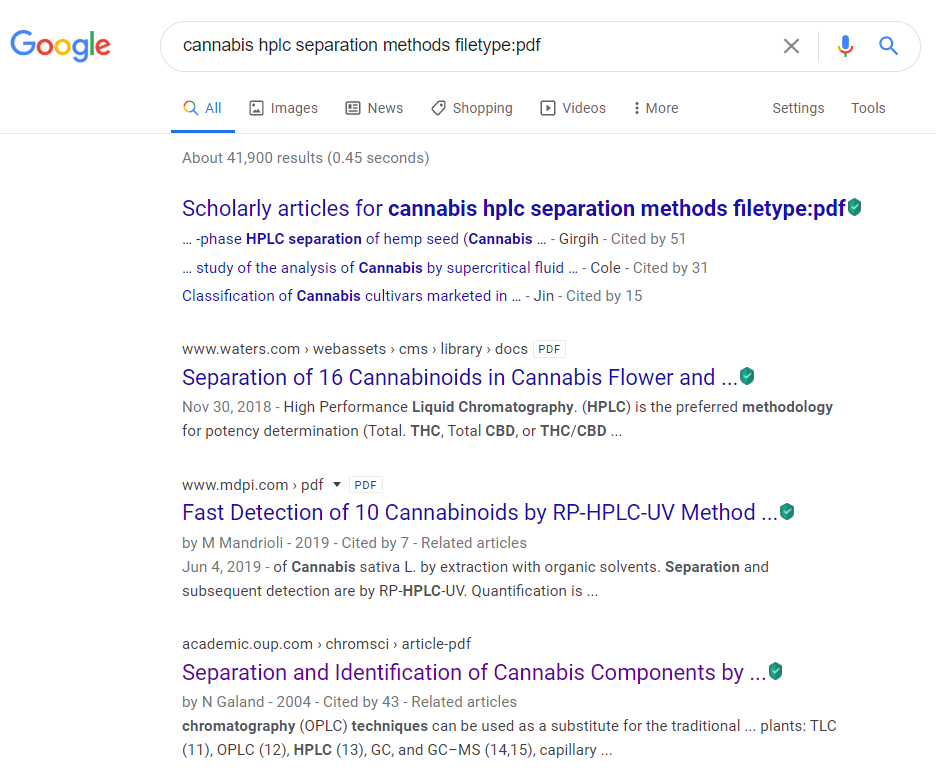 Google
cannabis hplc separation methods filetype:pdf
All Images News Shopping Videos More Settings Tools
About 41,900 results (0.45 seconds)
Scholarly articles for cannabis hplc separation methods filetype:pdf
... -phase HPLC separation of hemp seed (Cannabis ... - Girgih - Cited by 51
... study of the analysis of Cannabis by supercritical fluid ... - Cole - Cited by 31
Classification of Cannabis cultivars marketed in ... - Jin - Cited by 15
www.waters.com › webassets › cms › library › docs PDF
Separation of 16 Cannabinoids in Cannabis Flower and ...
Nov 30, 2018 - High Performance Liquid Chromatography. (HPLC) is the preferred methodology
for potency determination (Total. THC, Total CBD, or THC/CBD ...
www.mdpi.com › pdf PDF
Fast Detection of 10 Cannabinoids by RP-HPLC-UV Method ...
by M Mandrioli - 2019 - Cited by 7 - Related articles
Jun 4, 2019 - of Cannabis sativa L. by extraction with organic solvents. Separation and
subsequent detection are by RP-HPLC-UV. Quantification is ...
academic.oup.com › chromsci › article-pdf
Separation and Identification of Cannabis Components by ...
by N Galand - 2004 - Cited by 43 - Related articles
chromatography (OPLC) techniques can be used as a substitute for the traditional ... plants: TLC
(11), OPLC (12), HPLC (13), GC, and GC–MS (14,15), capillary ...